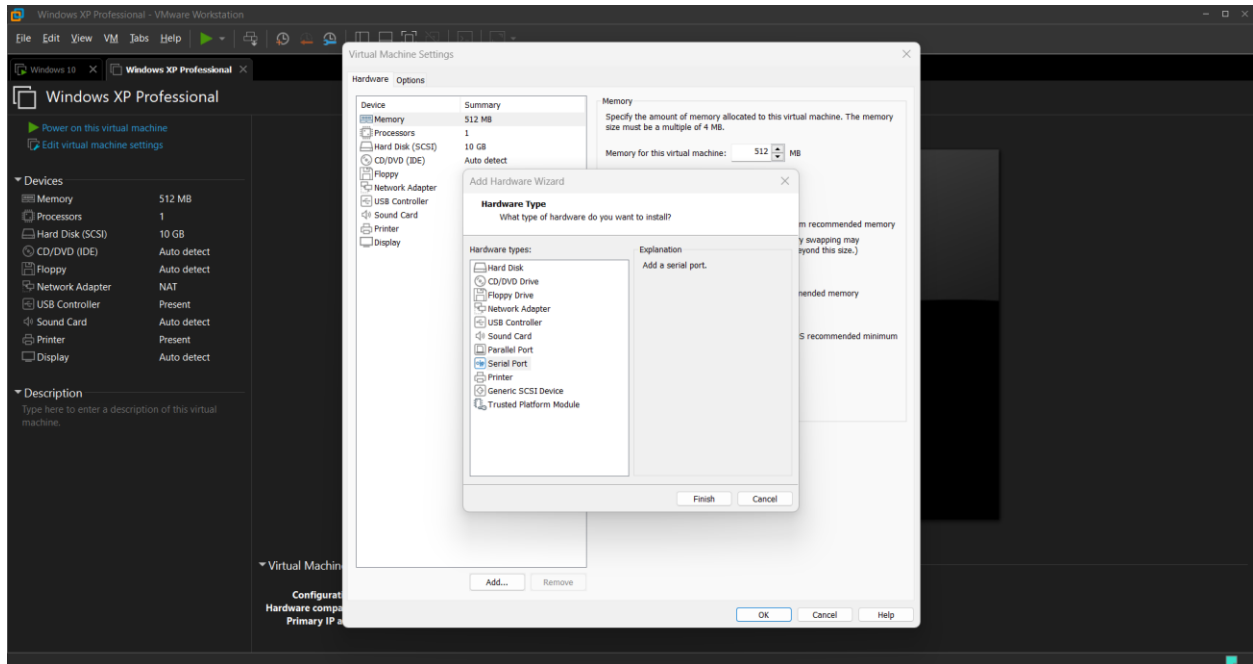 Windows XP Professional - VMware Workstation
File Edit View VM Tabs Help
Windows 10
Windows XP Professional
Windows XP Professional
Power on this virtual machine
Edit virtual machine settings
Devices
Memory 512 MB
Processors 1
Hard Disk (SCSI) 10 GB
CD/DVD (IDE) Auto detect
Floppy Auto detect
Network Adapter NAT
USB Controller Present
Sound Card Auto detect
Printer Present
Display Auto detect
Description
Type here to enter a description of this virtual
machine.
Virtual Machin
Configurat
Hardware compa
Primary IP a
Virtual Machine Settings
Hardware Options
Device Summary
Memory 512 MB
Processors 1
Hard Disk (SCSI) 10 GB
CD/DVD (IDE) Auto detect
Floppy
Network Adapter
USB Controller
Sound Card
Printer
Display
Add... Remove
Memory
Specify the amount of memory allocated to this virtual machine. The memory
size must be a multiple of 4 MB.
Memory for this virtual machine: 512 MB
m recommended memory
y swapping may
eyond this size.)
mended memory
S recommended minimum
OK Cancel Help
Add Hardware Wizard
Hardware Type
What type of hardware do you want to install?
Hardware types:
Hard Disk
CD/DVD Drive
Floppy Drive
Network Adapter
USB Controller
Sound Card
Parallel Port
Serial Port
Printer
Generic SCSI Device
Trusted Platform Module
Explanation
Add a serial port.
Finish Cancel